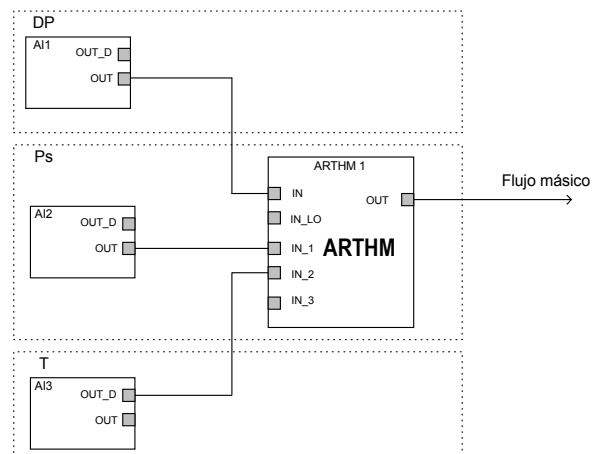 DP
AI1
OUT_D
OUT
Ps
ARTHM 1
Flujo másico
IN
OUT
AI2
IN_LO
OUT_D
OUT
IN_1
ARTHM
IN_2
IN_3
T
AI3
OUT_D
OUT